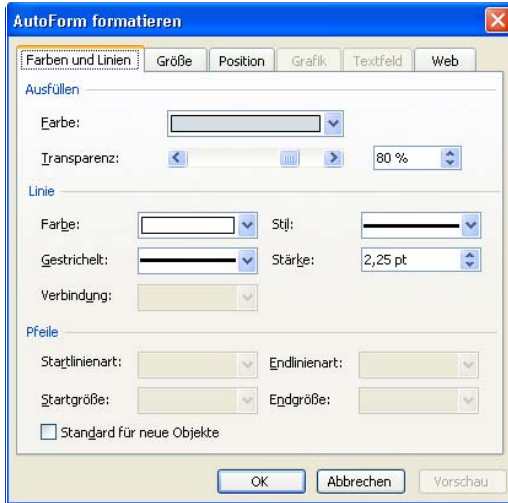 AutoForm formatieren
Farben und Linien Größe Position Grafik Textfeld Web
Ausfüllen
Farbe:
Transparenz: 80 %
Linie
Farbe: Stil:
Gestrichelt: Stärke: 2,25 pt
Verbindung:
Pfeile
Startlinienart: Endlinienart:
Startgröße: Endgröße:
Standard für neue Objekte
OK Abbrechen Vorschau